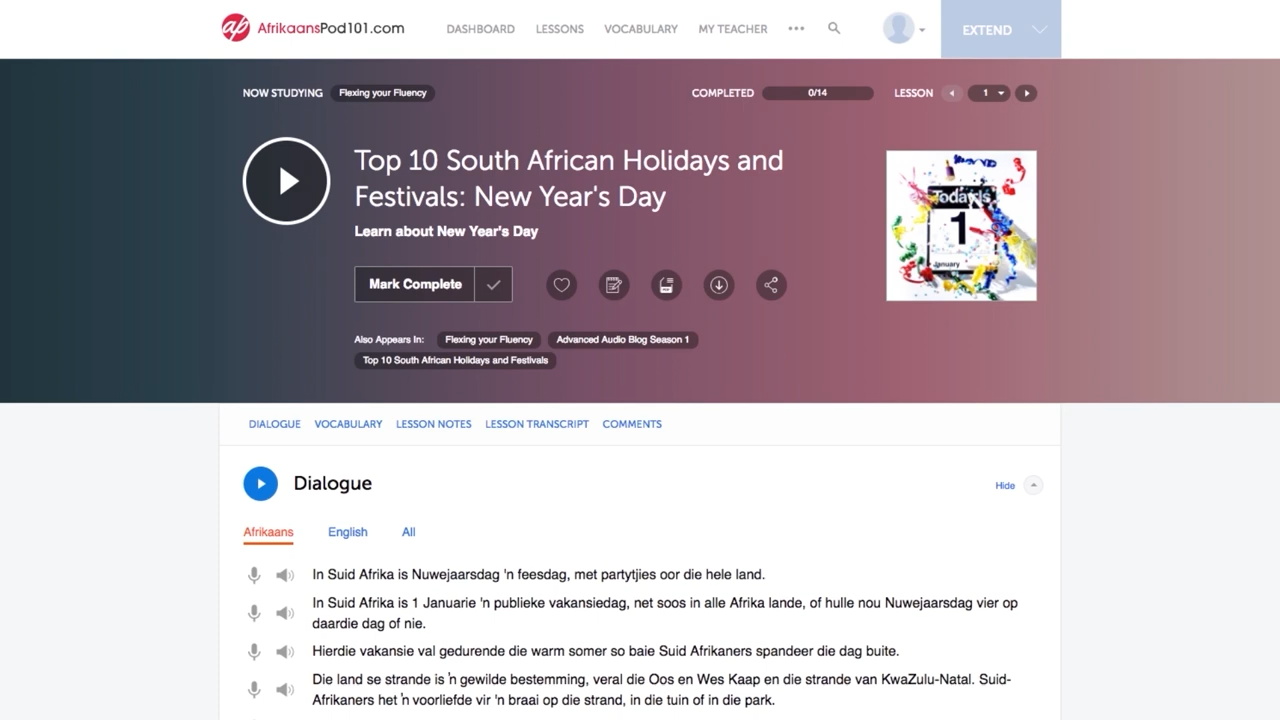 AfrikaansPod101.com
DASHBOARD LESSONS VOCABULARY MY TEACHER ••• EXTEND
NOW STUDYING Flexing your Fluency COMPLETED 0/14 LESSON 1
Top 10 South African Holidays and
Festivals: New Year's Day
Learn about New Year's Day
Today is
1
January
Mark Complete
Also Appears In: Flexing your Fluency Advanced Audio Blog Season 1
Top 10 South African Holidays and Festivals
DIALOGUE VOCABULARY LESSON NOTES LESSON TRANSCRIPT COMMENTS
Dialogue Hide
Afrikaans English All
In Suid Afrika is Nuwejaarsdag 'n feesdag, met partytjies oor die hele land.
In Suid Afrika is 1 Januarie 'n publieke vakansiedag, net soos in alle Afrika lande, of hulle nou Nuwejaarsdag vier op
daardie dag of nie.
Hierdie vakansie val gedurende die warm somer so baie Suid Afrikaners spandeer die dag buite.
Die land se strande is ŉ gewilde bestemming, veral die Oos en Wes Kaap en die strande van KwaZulu-Natal. Suid-
Afrikaners het ŉ voorliefde vir 'n braai op die strand, in die tuin of in die park.